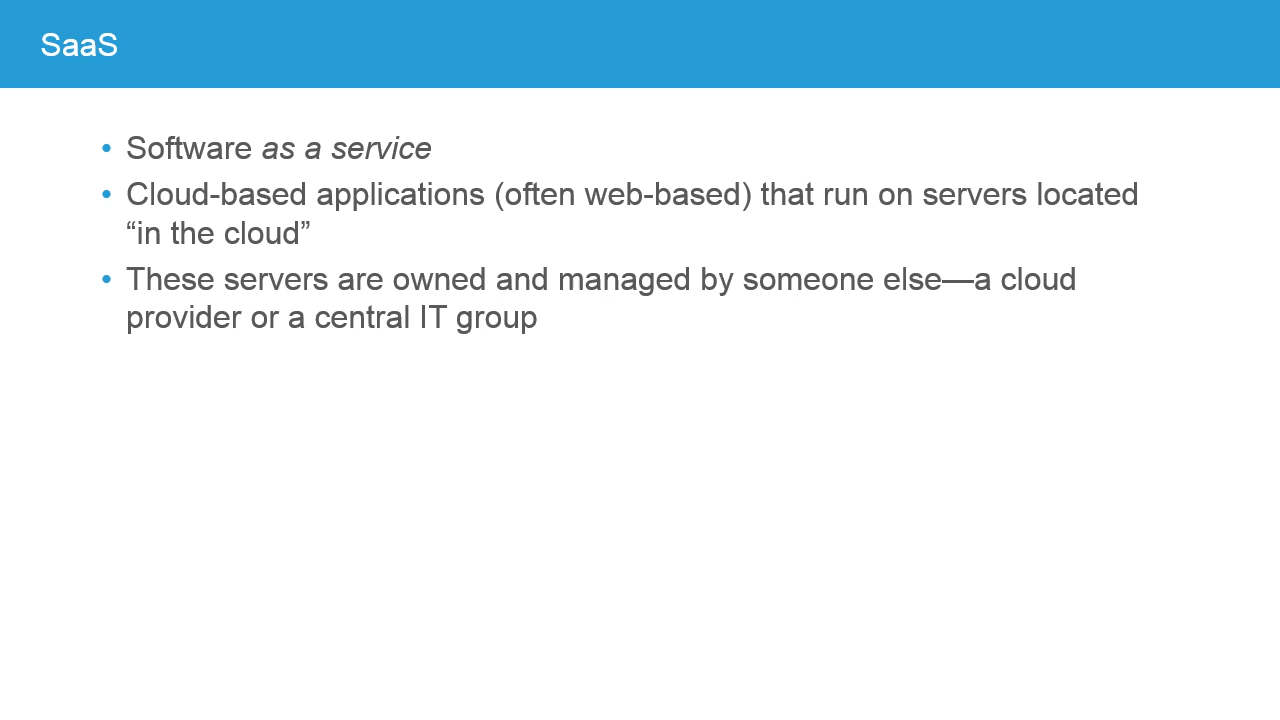 SaaS
• Software as a service
• Cloud-based applications (often web-based) that run on servers located
“in the cloud”
• These servers are owned and managed by someone else—a cloud
provider or a central IT group